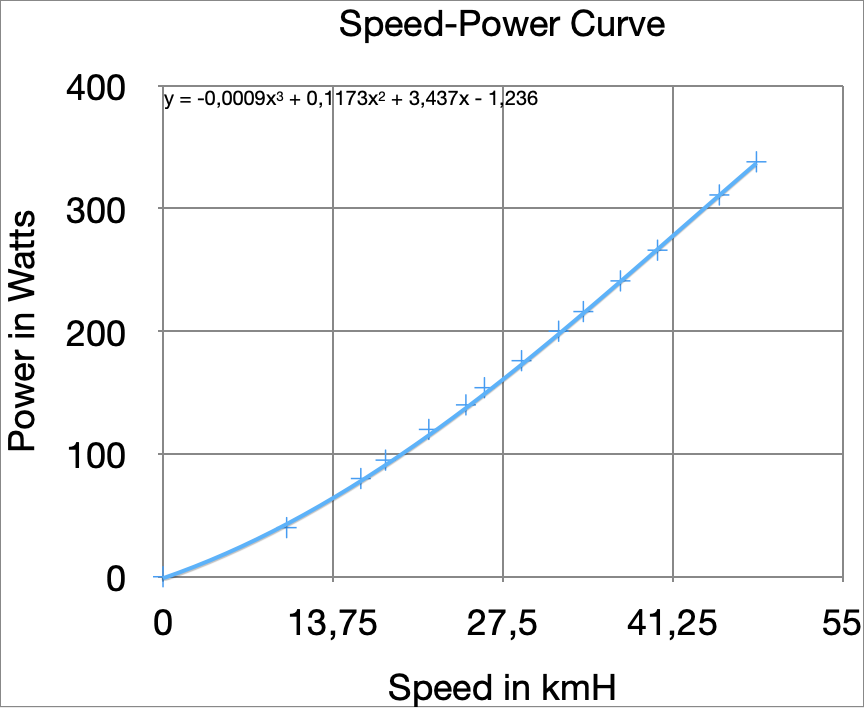 Speed-Power Curve
y = -0,0009x³ + 0,1173x² + 3,437x - 1,236
400
300
200
100
0
Power in Watts
0 13,75 27,5 41,25 55
Speed in kmH